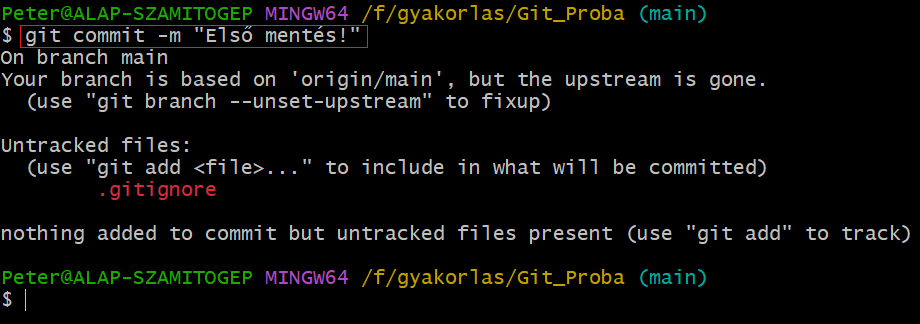 Peter@ALAP-SZAMITOGEP MINGW64 /f/gyakorlas/Git_Proba (main)
$ git commit -m "Első mentés!"
On branch main
Your branch is based on 'origin/main', but the upstream is gone.
  (use "git branch --unset-upstream" to fixup)

Untracked files:
  (use "git add <file>..." to include in what will be committed)
        .gitignore

nothing added to commit but untracked files present (use "git add" to track)

Peter@ALAP-SZAMITOGEP MINGW64 /f/gyakorlas/Git_Proba (main)
$